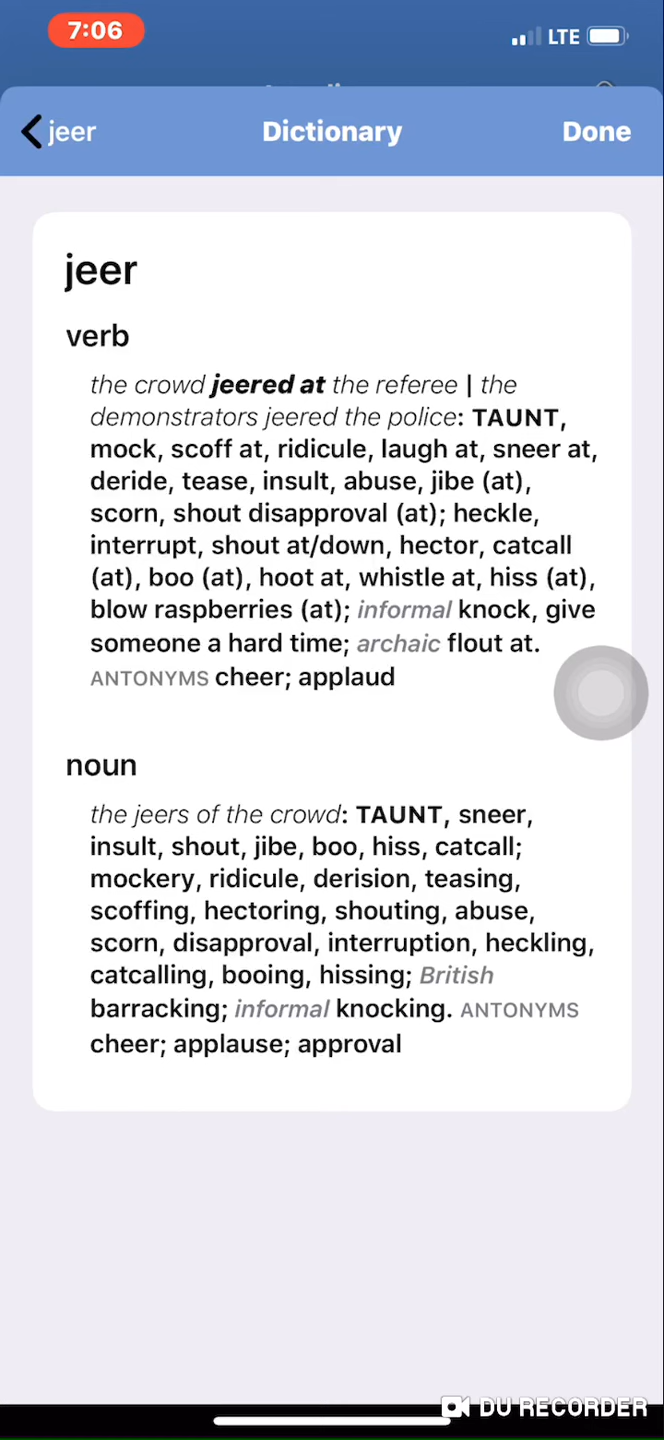 7:06
LTE
jeer
Dictionary
Done
jeer
verb
the crowd jeered at the referee | the
demonstrators jeered the police: TAUNT,
mock, scoff at, ridicule, laugh at, sneer at,
deride, tease, insult, abuse, jibe (at),
scorn, shout disapproval (at); heckle,
interrupt, shout at/down, hector, catcall
(at), boo (at), hoot at, whistle at, hiss (at),
blow raspberries (at); informal knock, give
someone a hard time; archaic flout at.
ANTONYMS cheer; applaud
noun
the jeers of the crowd: TAUNT, sneer,
insult, shout, jibe, boo, hiss, catcall;
mockery, ridicule, derision, teasing,
scoffing, hectoring, shouting, abuse,
scorn, disapproval, interruption, heckling,
catcalling, booing, hissing; British
barracking; informal knocking. ANTONYMS
cheer; applause; approval
DU RECORDER